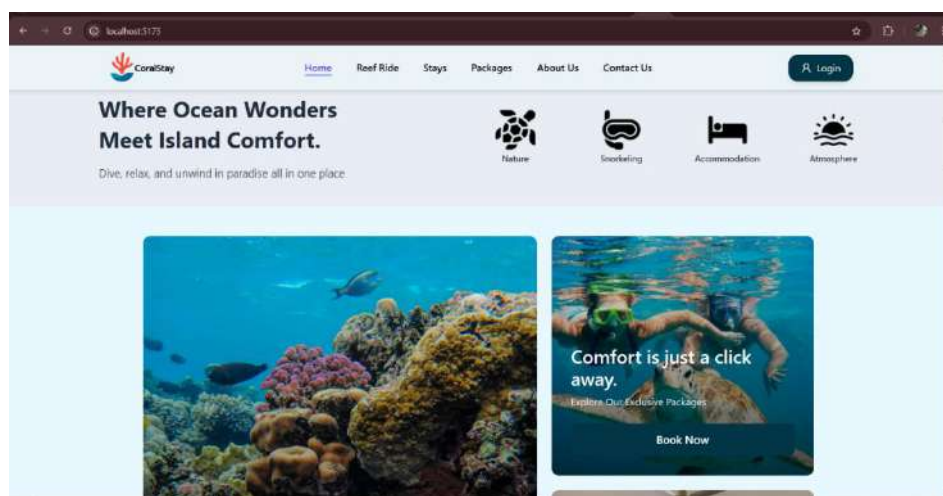 localhost:5173
CoralStay
Home Reef Ride Stays Packages About Us Contact Us
Login
Where Ocean Wonders
Meet Island Comfort.
Dive, relax, and unwind in paradise all in one place
Nature Snorkeling Accommodation Atmosphere
Comfort is just a click
away.
Explore Our Exclusive Packages
Book Now